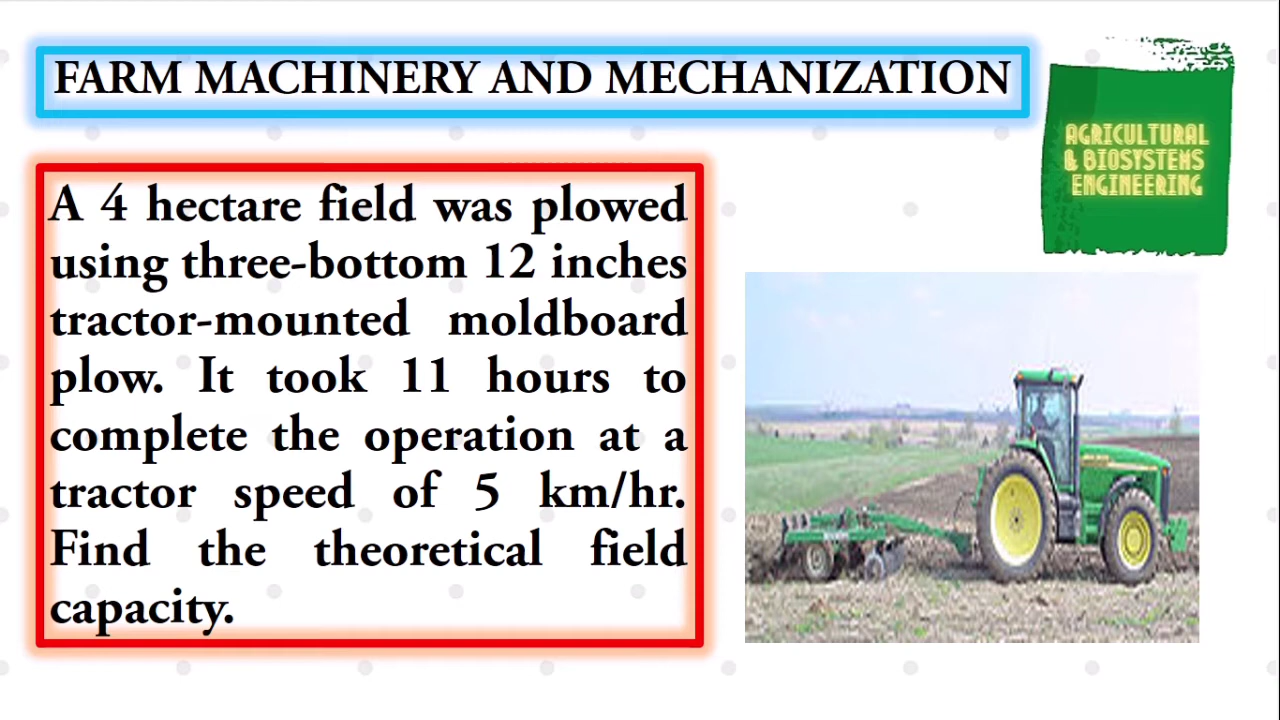 FARM MACHINERY AND MECHANIZATION
AGRICULTURAL
& BIOSYSTEMS
ENGINEERING
A 4 hectare field was plowed
using three-bottom 12 inches
tractor-mounted moldboard
plow. It took 11 hours to
complete the operation at a
tractor speed of 5 km/hr.
Find the theoretical field
capacity.